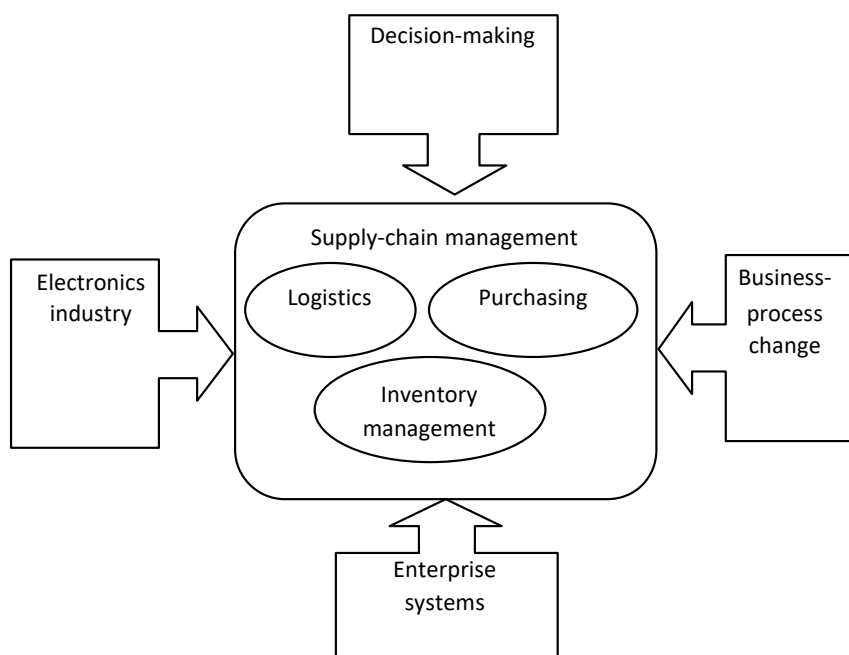 Decision-making
Supply-chain management
Electronics
industry
Logistics
Purchasing
Business-
process
change
Inventory
management
Enterprise
systems